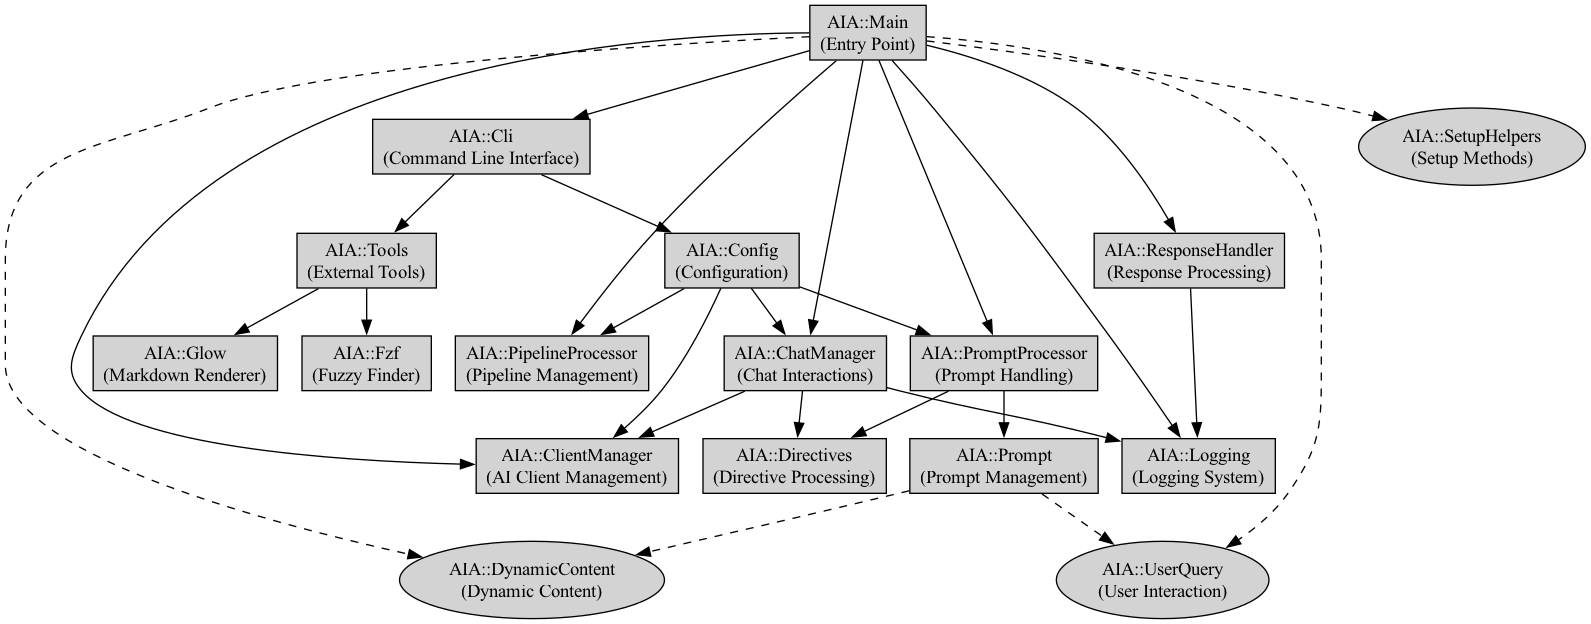 AIA::Main
(Entry Point)
AIA::Cli
(Command Line Interface)
AIA::SetupHelpers
(Setup Methods)
AIA::Tools
(External Tools)
AIA::Config
(Configuration)
AIA::ResponseHandler
(Response Processing)
AIA::Glow
(Markdown Renderer)
AIA::Fzf
(Fuzzy Finder)
AIA::PipelineProcessor
(Pipeline Management)
AIA::ChatManager
(Chat Interactions)
AIA::PromptProcessor
(Prompt Handling)
AIA::ClientManager
(AI Client Management)
AIA::Directives
(Directive Processing)
AIA::Prompt
(Prompt Management)
AIA::Logging
(Logging System)
AIA::DynamicContent
(Dynamic Content)
AIA::UserQuery
(User Interaction)